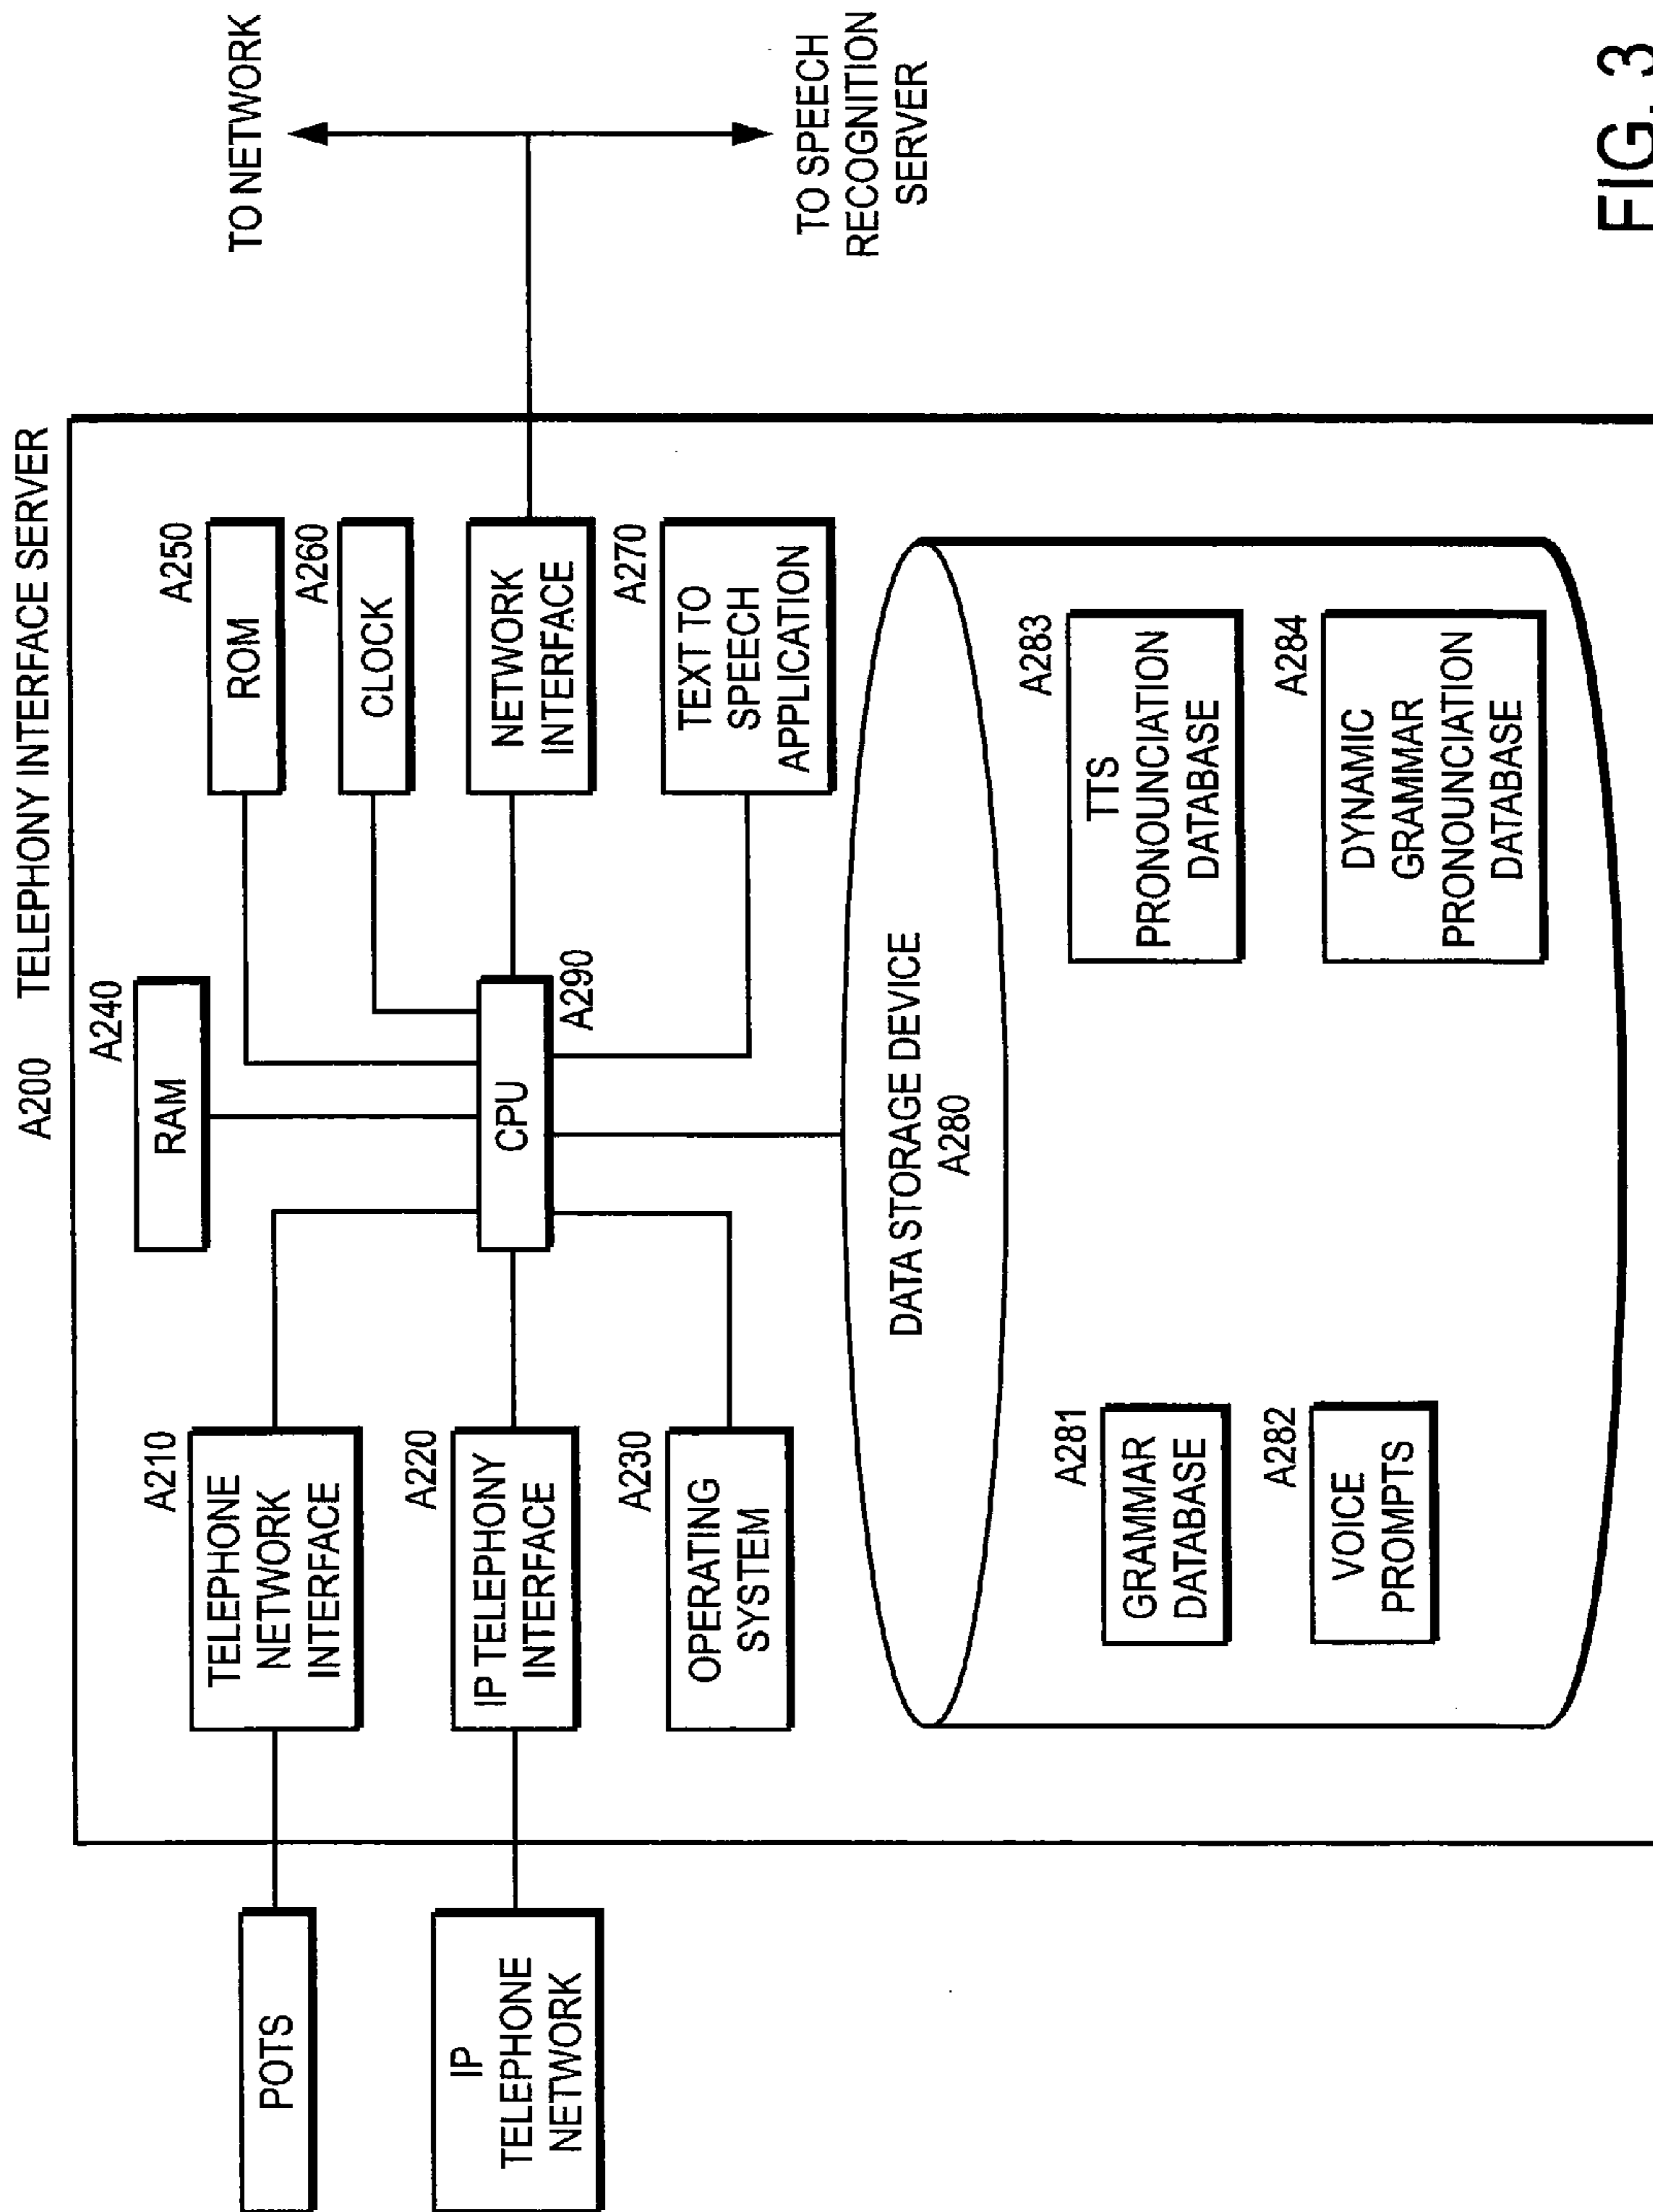 A200 TELEPHONY INTERFACE SERVER
POTS
IP
TELEPHONE
NETWORK
A210
TELEPHONE
NETWORK
INTERFACE
A220
IP TELEPHONY
INTERFACE
A230
OPERATING
SYSTEM
A240
RAM
CPU
A290
A250
ROM
A260
CLOCK
NETWORK
INTERFACE
A270
TEXT TO
SPEECH
APPLICATION
TO NETWORK
TO SPEECH
RECOGNITION
SERVER
DATA STORAGE DEVICE
A280
A281
GRAMMAR
DATABASE
A282
VOICE
PROMPTS
A283
TTS
PRONOUNCIATION
DATABASE
A284
DYNAMIC
GRAMMAR
PRONOUNCIATION
DATABASE
FIG. 3